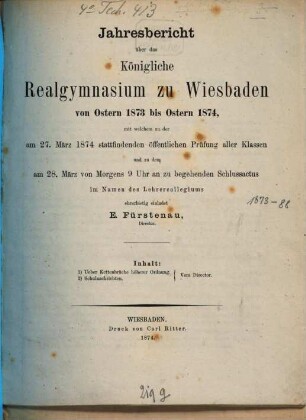 4° Tech. 413
Jahresbericht
über das
Königliche
Realgymnasium zu Wiesbaden
von Ostern 1873 bis Ostern 1874,
mit welchem zu der
am 27. März 1874 stattfindenden öffentlichen Prüfung aller Klassen
und zu dem
am 28. März von Morgens 9 Uhr an zu begehenden Schlussactus
im Namen des Lehrercollegiums
ehrerbietig einladet
E. Fürstenau,
Director.
1873-88
Inhalt:
1) Ueber Kettenbrüche höherer Ordnung.
2) Schulnachrichten.
Vom Director.
WIESBADEN.
Druck von Carl Ritter.
1874.